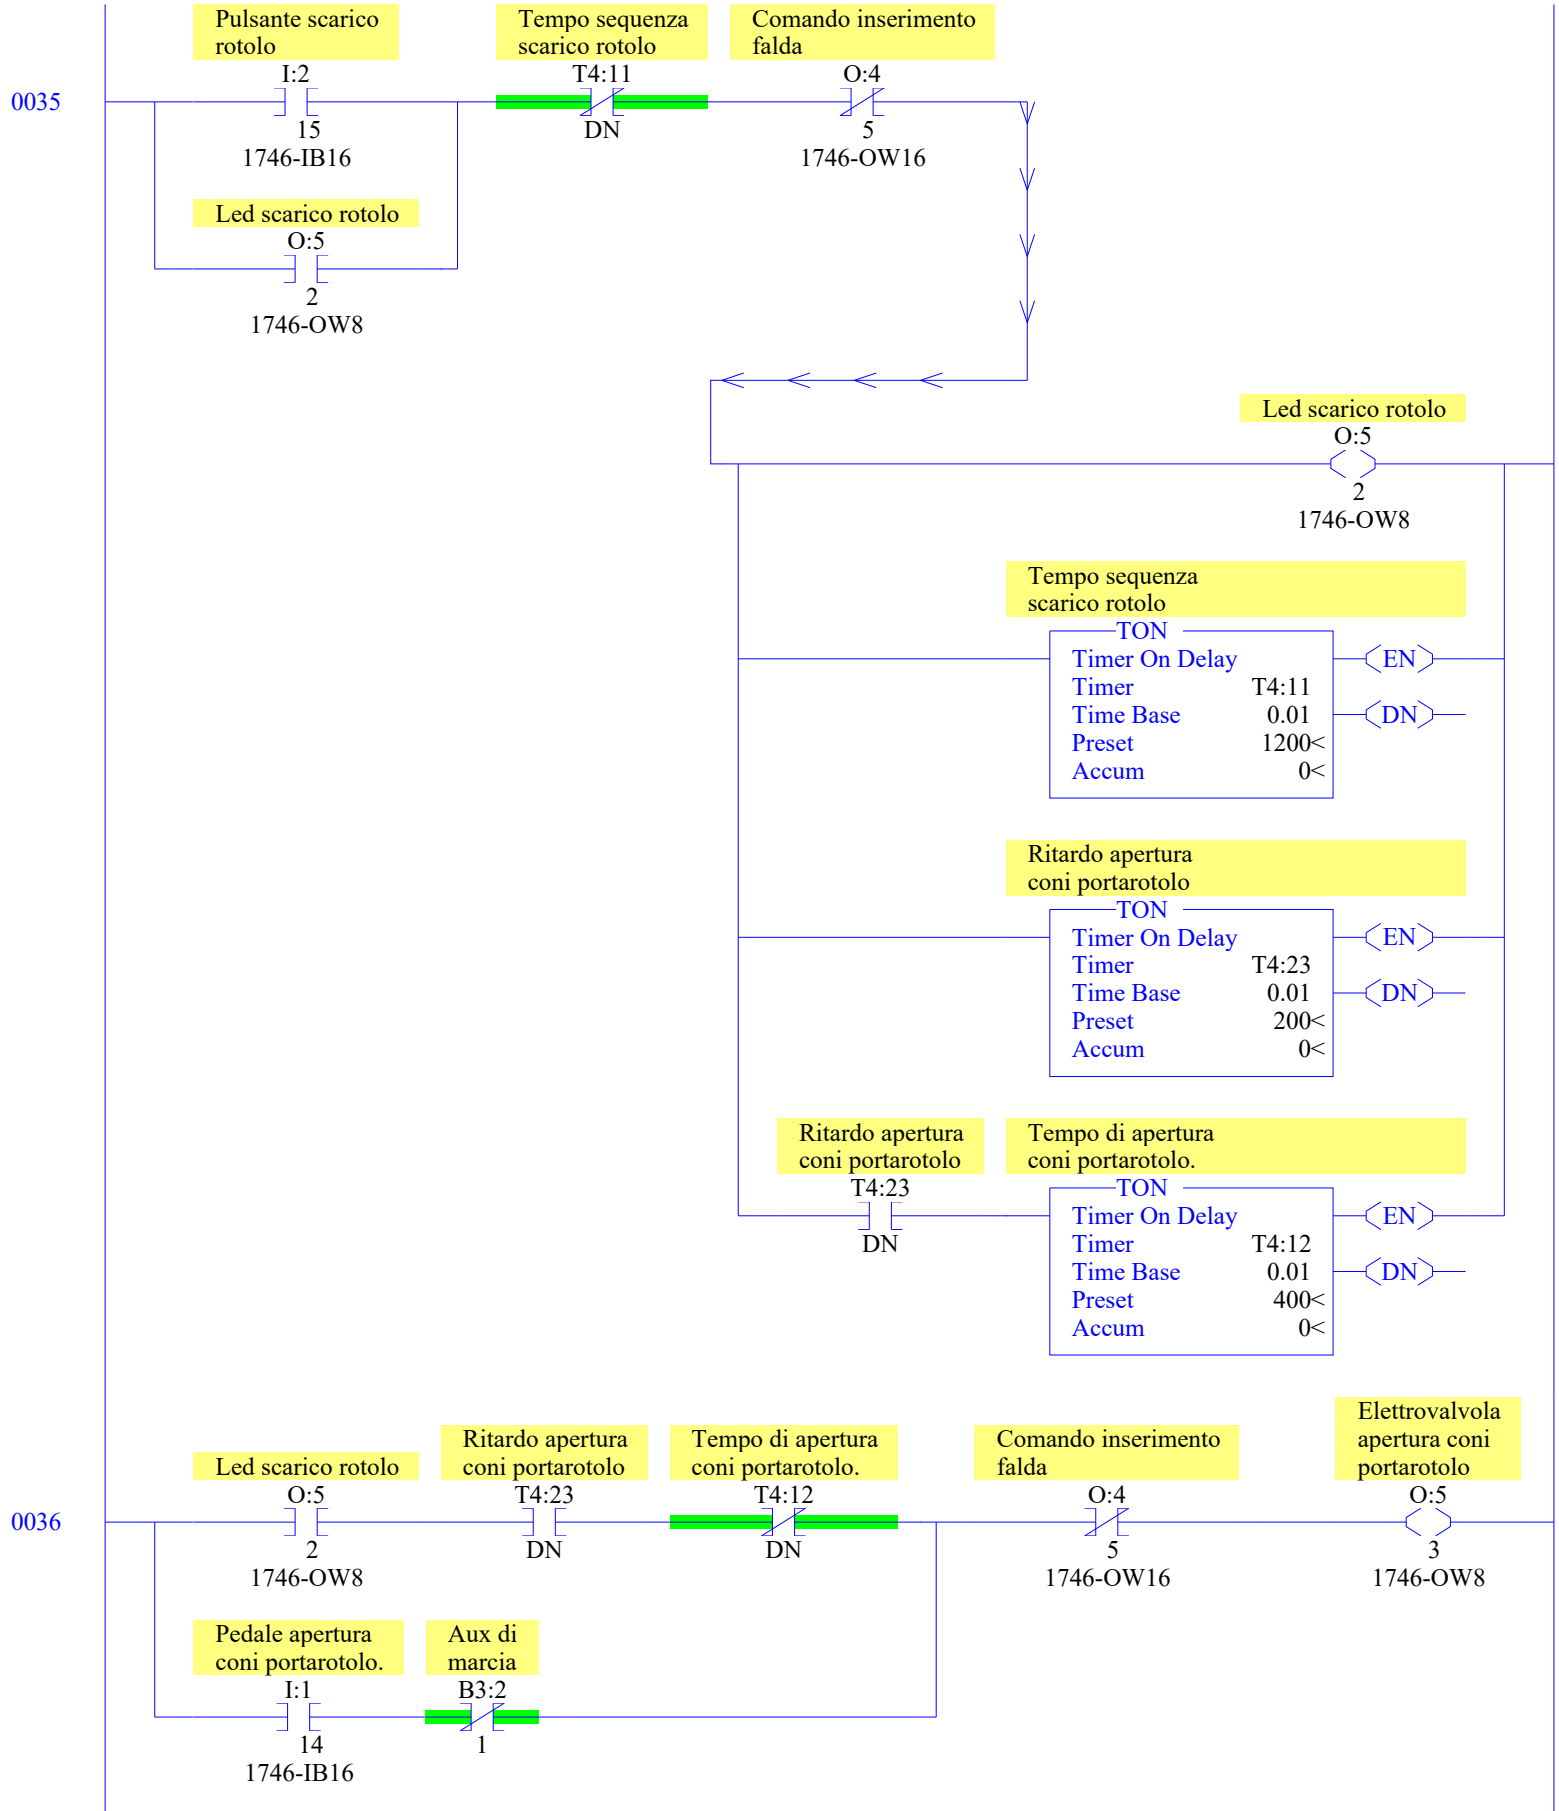 Pulsante scarico
rotolo
I:2
15
1746-IB16
Tempo sequenza
scarico rotolo
T4:11
DN
Comando inserimento
falda
O:4
5
1746-OW16
0035
Led scarico rotolo
O:5
2
1746-OW8
Led scarico rotolo
O:5
2
1746-OW8
Tempo sequenza
scarico rotolo
TON
Timer On Delay
Timer T4:11
Time Base 0.01
Preset 1200<
Accum 0<
EN
DN
Ritardo apertura
coni portarotolo
TON
Timer On Delay
Timer T4:23
Time Base 0.01
Preset 200<
Accum 0<
EN
DN
Ritardo apertura
coni portarotolo
T4:23
DN
Tempo di apertura
coni portarotolo.
TON
Timer On Delay
Timer T4:12
Time Base 0.01
Preset 400<
Accum 0<
EN
DN
0036
Led scarico rotolo
O:5
2
1746-OW8
Ritardo apertura
coni portarotolo
T4:23
DN
Tempo di apertura
coni portarotolo.
T4:12
DN
Comando inserimento
falda
O:4
5
1746-OW16
Elettrovalvola
apertura coni
portarotolo
O:5
3
1746-OW8
Pedale apertura
coni portarotolo.
I:1
14
1746-IB16
Aux di
marcia
B3:2
1